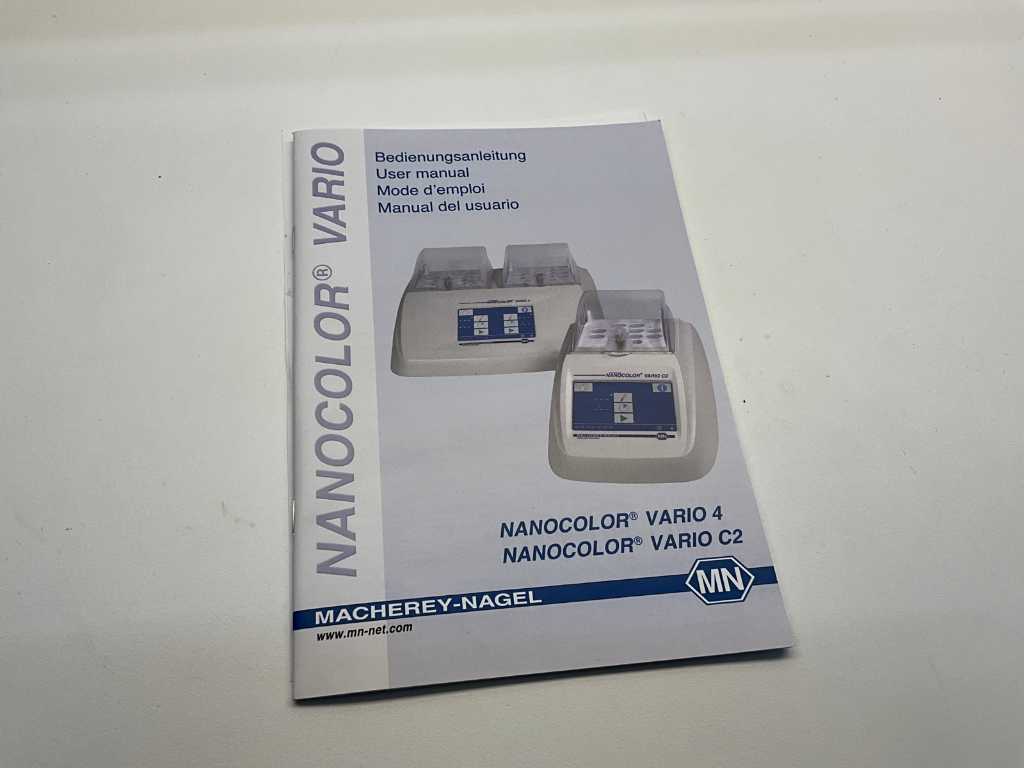 NANOCOLOR® VARIO
Bedienungsanleitung
User manual
Mode d'emploi
Manual del usuario
NANOCOLOR® VARIO C2
NANOCOLOR® VARIO 4
NANOCOLOR® VARIO C2
MN
MACHEREY-NAGEL
www.mn-net.com